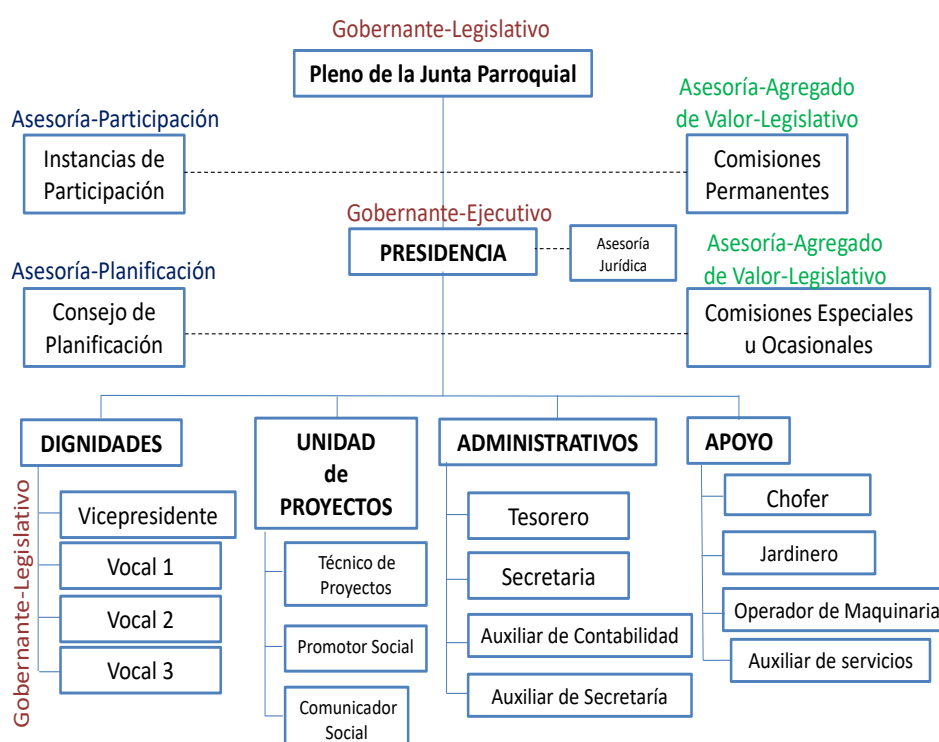 Gobernante-Legislativo
Pleno de la Junta Parroquial
Asesoría-Participación
Instancias de
Participación
Asesoría-Agregado
de Valor-Legislativo
Comisiones
Permanentes
Gobernante-Ejecutivo
PRESIDENCIA
Asesoría
Jurídica
Asesoría-Planificación
Consejo de
Planificación
Asesoría-Agregado
de Valor-Legislativo
Comisiones Especiales
u Ocasionales
DIGNIDADES
Gobernante-Legislativo
Vicepresidente
Vocal 1
Vocal 2
Vocal 3
UNIDAD
de
PROYECTOS
Técnico de
Proyectos
Promotor Social
Comunicador
Social
ADMINISTRATIVOS
Tesorero
Secretaria
Auxiliar de Contabilidad
Auxiliar de Secretaría
APOYO
Chofer
Jardinero
Operador de Maquinaria
Auxiliar de servicios